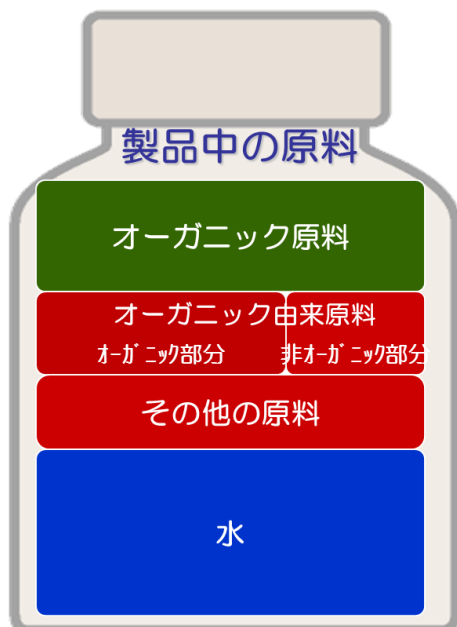 製品中の原料
オーガニック原料
オーガニック由来原料
ｵｰｶﾞﾆｯｸ部分 非ｵｰｶﾞﾆｯｸ部分
その他の原料
水